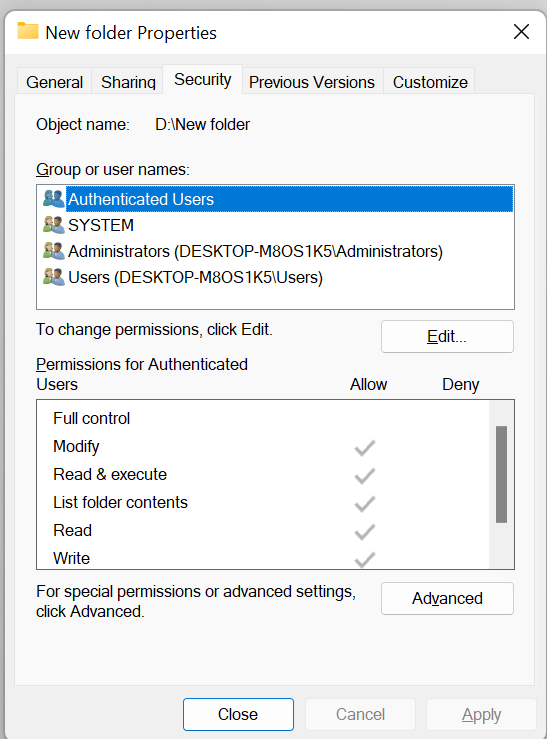 New folder Properties
General Sharing Security Previous Versions Customize
Object name: D:\New folder
Group or user names:
Authenticated Users
SYSTEM
Administrators (DESKTOP-M8OS1K5\Administrators)
Users (DESKTOP-M8OS1K5\Users)
To change permissions, click Edit.
Edit...
Permissions for Authenticated
Users Allow Deny
Full control
Modify
Read & execute
List folder contents
Read
Write
For special permissions or advanced settings,
click Advanced.
Advanced
Close Cancel Apply